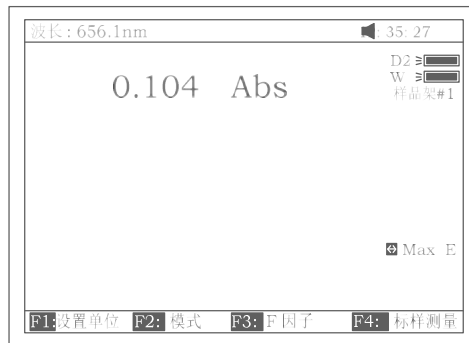 波长: 656.1nm :35:27
0.104 Abs
D2
W
样品架#1
Max E
F1:设置单位 F2: 模式 F3: F因子 F4: 标样测量